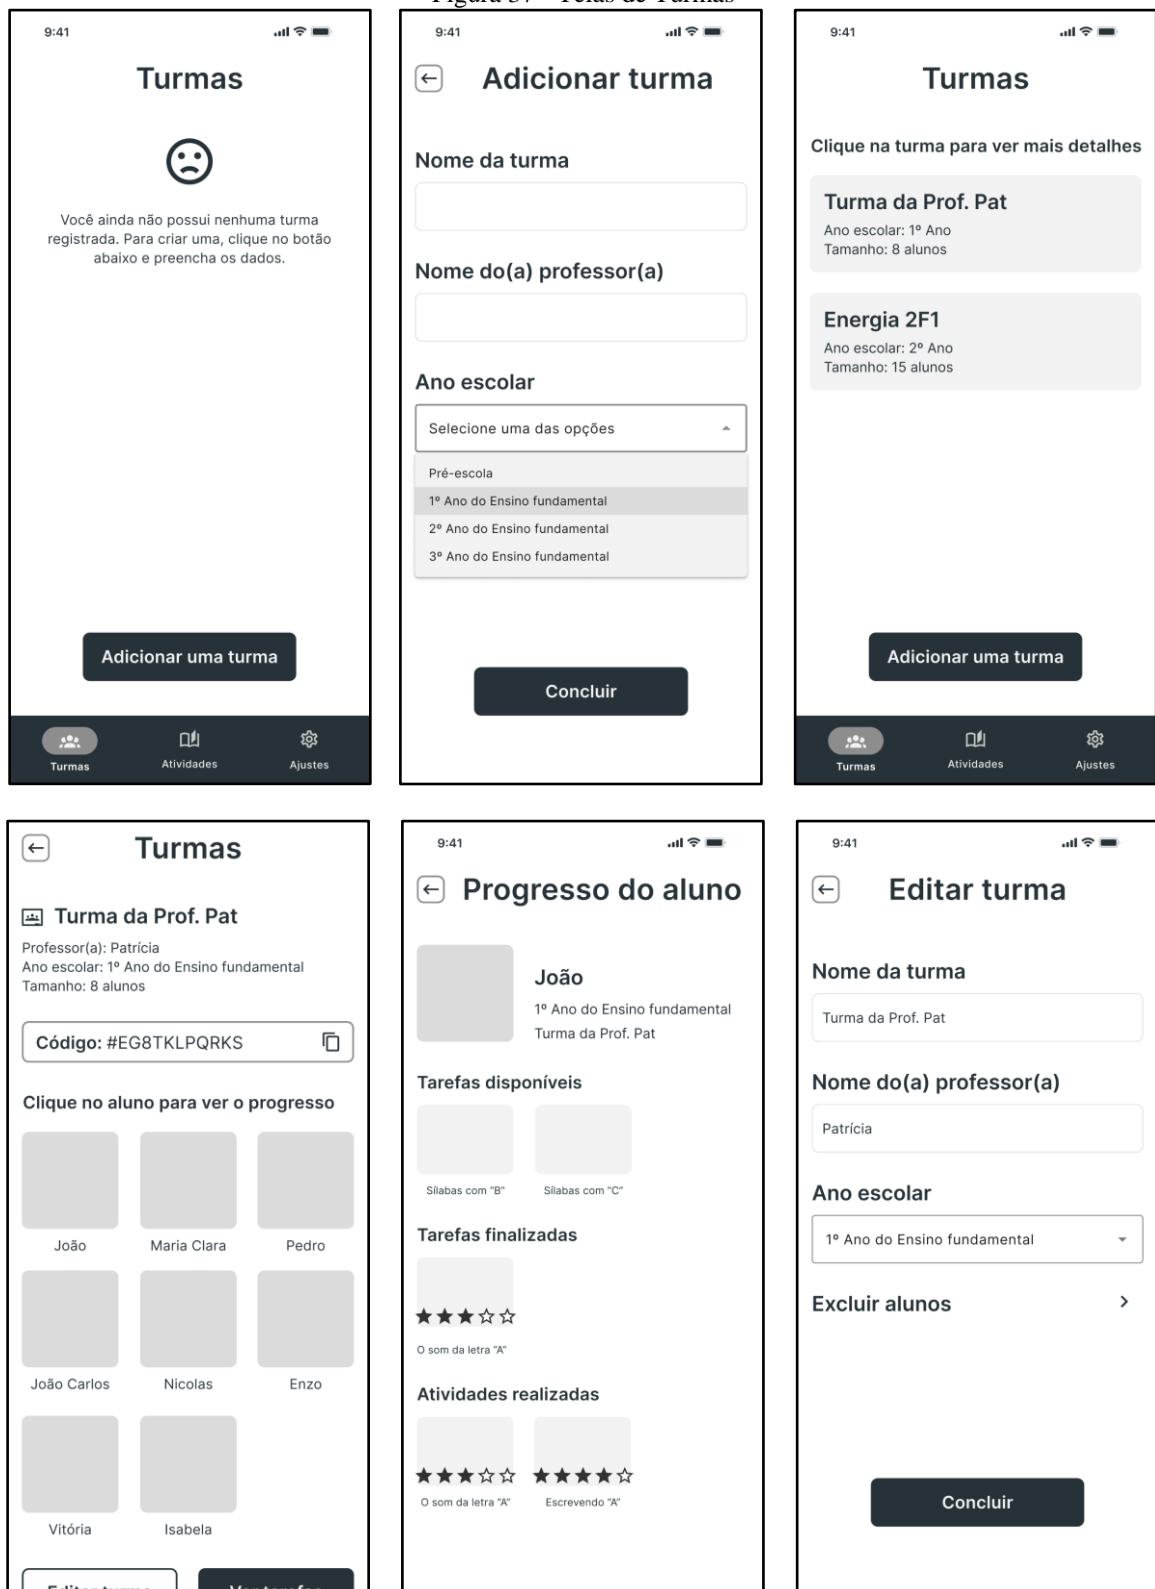 Figura 37 - Telas de Turmas
9:41
Turmas
Você ainda não possui nenhuma turma
registrada. Para criar uma, clique no botão
abaixo e preencha os dados.
Adicionar uma turma
Turmas
Atividades
Ajustes
9:41
Adicionar turma
Nome da turma
Nome do(a) professor(a)
Ano escolar
Selecione uma das opções
Pré-escola
1º Ano do Ensino fundamental
2º Ano do Ensino fundamental
3º Ano do Ensino fundamental
Concluir
9:41
Turmas
Clique na turma para ver mais detalhes
Turma da Prof. Pat
Ano escolar: 1º Ano
Tamanho: 8 alunos
Energia 2F1
Ano escolar: 2º Ano
Tamanho: 15 alunos
Adicionar uma turma
Turmas
Atividades
Ajustes
Turmas
Turma da Prof. Pat
Professor(a): Patrícia
Ano escolar: 1º Ano do Ensino fundamental
Tamanho: 8 alunos
Código: #EG8TKLPQRKS
Clique no aluno para ver o progresso
João
Maria Clara
Pedro
João Carlos
Nicolas
Enzo
Vitória
Isabela
Editar turma
Ver tarefas
9:41
Progresso do aluno
João
1º Ano do Ensino fundamental
Turma da Prof. Pat
Tarefas disponíveis
Sílabas com "B"
Sílabas com "C"
Tarefas finalizadas
O som da letra "A"
Atividades realizadas
O som da letra "A"
Escrevendo "A"
9:41
Editar turma
Nome da turma
Turma da Prof. Pat
Nome do(a) professor(a)
Patrícia
Ano escolar
1º Ano do Ensino fundamental
Excluir alunos
Concluir